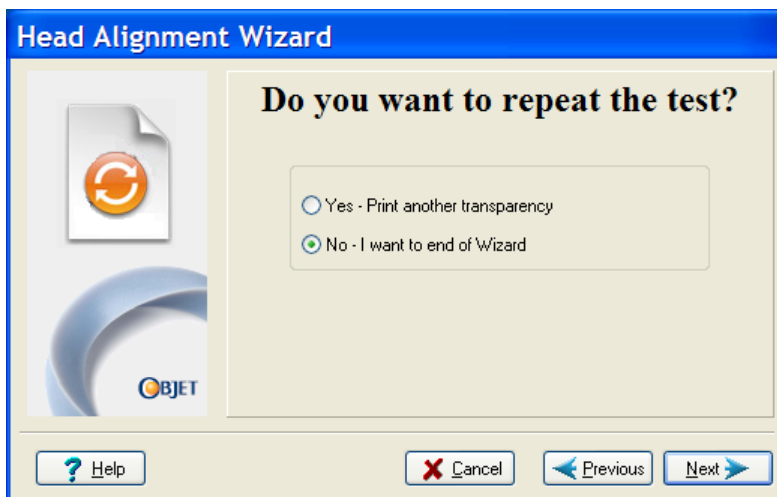 Head Alignment Wizard
Do you want to repeat the test?
Yes - Print another transparency
No - I want to end of Wizard
OBJET
? Help
Cancel
Previous
Next